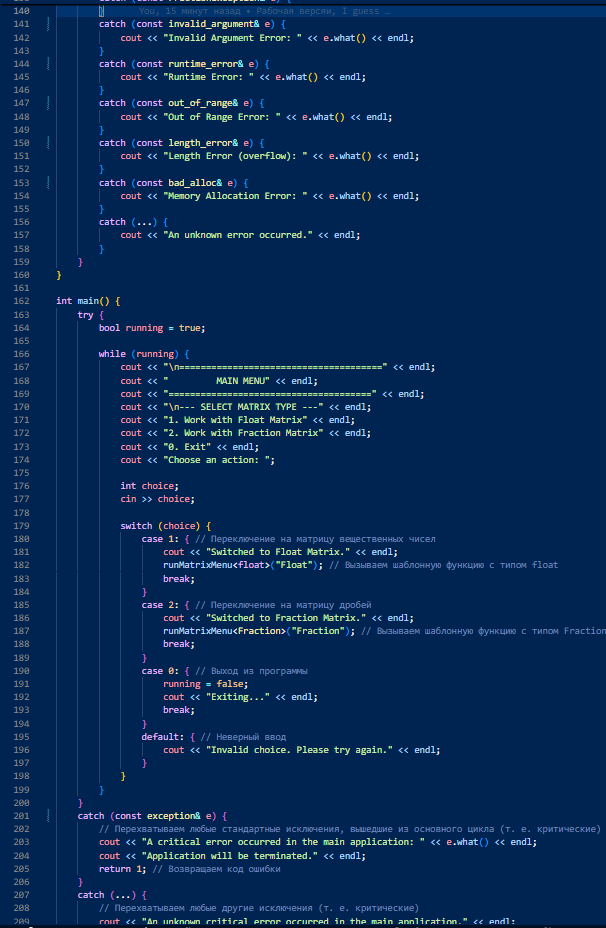 140 } You, 15 минут назад • Рабочая версли, I guess …
141 catch (const invalid_argument& e) {
142 cout << "Invalid Argument Error: " << e.what() << endl;
143 }
144 catch (const runtime_error& e) {
145 cout << "Runtime Error: " << e.what() << endl;
146 }
147 catch (const out_of_range& e) {
148 cout << "Out of Range Error: " << e.what() << endl;
149 }
150 catch (const length_error& e) {
151 cout << "Length Error (overflow): " << e.what() << endl;
152 }
153 catch (const bad_alloc& e) {
154 cout << "Memory Allocation Error: " << e.what() << endl;
155 }
156 catch (...) {
157 cout << "An unknown error occurred." << endl;
158 }
159 }
160 }
161
162 int main() {
163 try {
164 bool running = true;
165
166 while (running) {
167 cout << "\n==================================" << endl;
168 cout << "        MAIN MENU" << endl;
169 cout << "==================================" << endl;
170 cout << "\n--- SELECT MATRIX TYPE ---" << endl;
171 cout << "1. Work with Float Matrix" << endl;
172 cout << "2. Work with Fraction Matrix" << endl;
173 cout << "0. Exit" << endl;
174 cout << "Choose an action: ";
175
176 int choice;
177 cin >> choice;
178
179 switch (choice) {
180 case 1: { // Переключение на матрицу вещественных чисел
181 cout << "Switched to Float Matrix." << endl;
182 runMatrixMenu<float>("Float"); // Вызываем шаблонную функцию с типом float
183 break;
184 }
185 case 2: { // Переключение на матрицу дробей
186 cout << "Switched to Fraction Matrix." << endl;
187 runMatrixMenu<Fraction>("Fraction"); // Вызываем шаблонную функцию с типом Fraction
188 break;
189 }
190 case 0: { // Выход из программы
191 running = false;
192 cout << "Exiting..." << endl;
193 break;
194 }
195 default: { // Неверный ввод
196 cout << "Invalid choice. Please try again." << endl;
197 }
198 }
199 }
200 }
201 catch (const exception& e) {
202 // Перехватываем любые стандартные исключения, вышедшие из основного цикла (т. е. критические)
203 cout << "A critical error occurred in the main application: " << e.what() << endl;
204 cout << "Application will be terminated." << endl;
205 return 1; // Возвращаем код ошибки
206 }
207 catch (...) {
208 // Перехватываем любые другие исключения (т. е. критические)
209 cout << "An unknown critical error occurred in the main application." << endl;